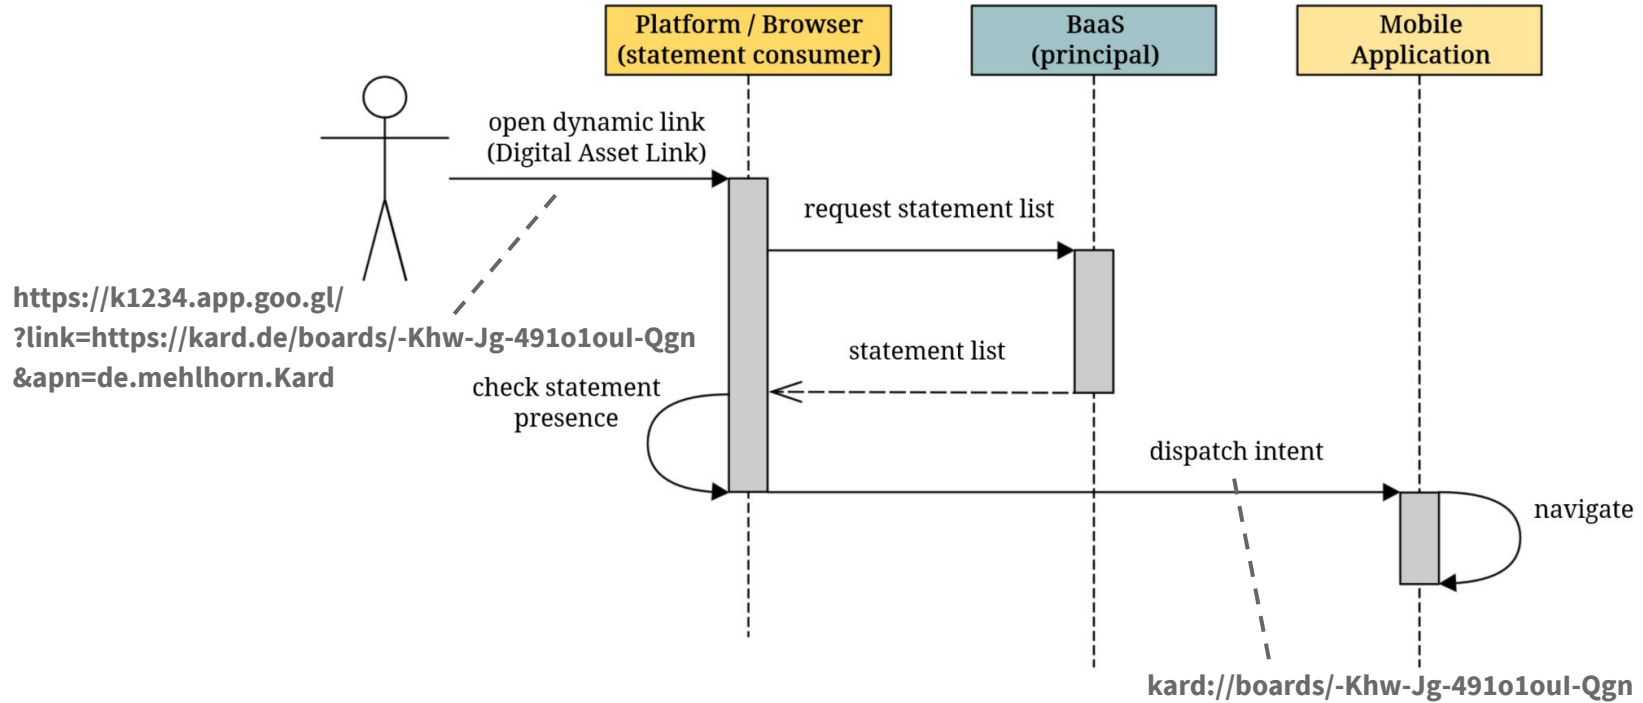 Platform / Browser
(statement consumer)
BaaS
(principal)
Mobile
Application
open dynamic link
(Digital Asset Link)
request statement list
https://k1234.app.goo.gl/
?link=https://kard.de/boards/-Khw-Jg-491o1ouI-Qgn
&apn=de.mehlhorn.Kard
statement list
check statement
presence
dispatch intent
navigate
kard://boards/-Khw-Jg-491o1ouI-Qgn